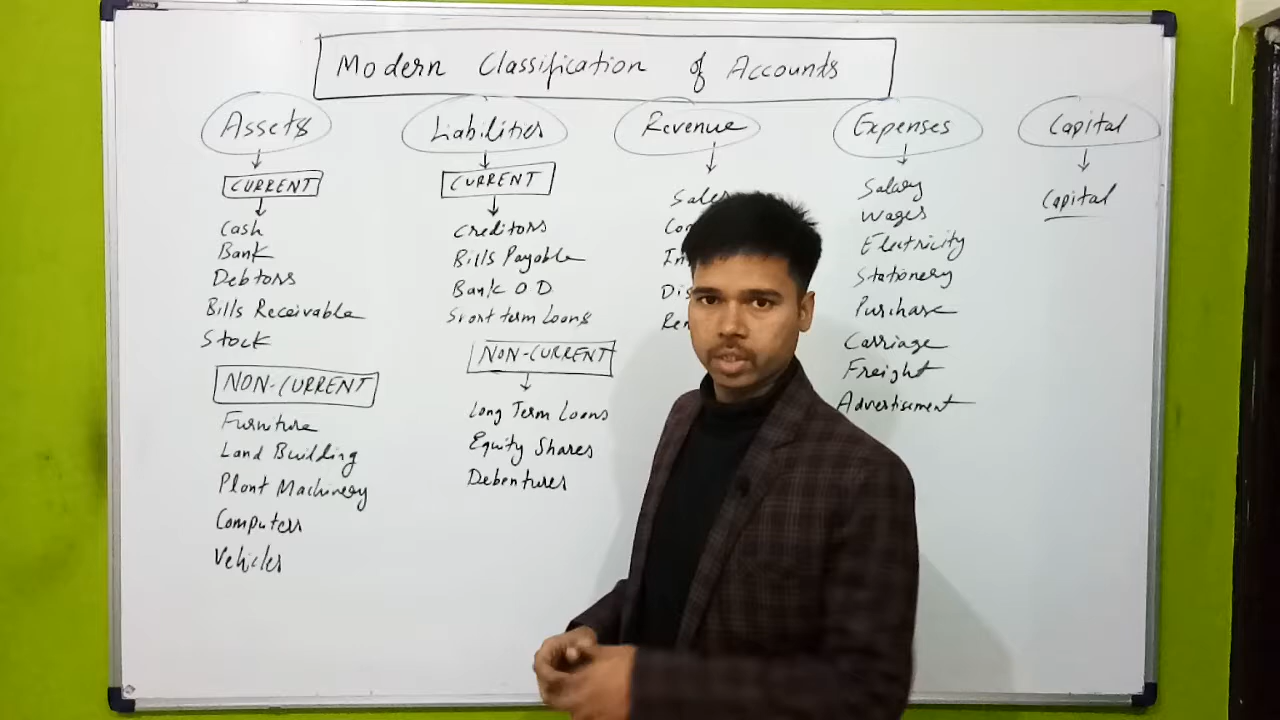 Modern Classification of Accounts
Assets
CURRENT
Cash
Bank
Debtors
Bills Receivable
Stock
NON-CURRENT
Furniture
Land Building
Plant Machinery
Computers
Vehicles
Liabilities
CURRENT
Creditors
Bills Payable
Bank O D
Short term Loans
NON-CURRENT
Long Term Loans
Equity Shares
Debentures
Revenue
Sales
Expenses
Salary
Wages
Electricity
Stationery
Purchase
Carriage
Freight
Advertisement
Capital
Capital